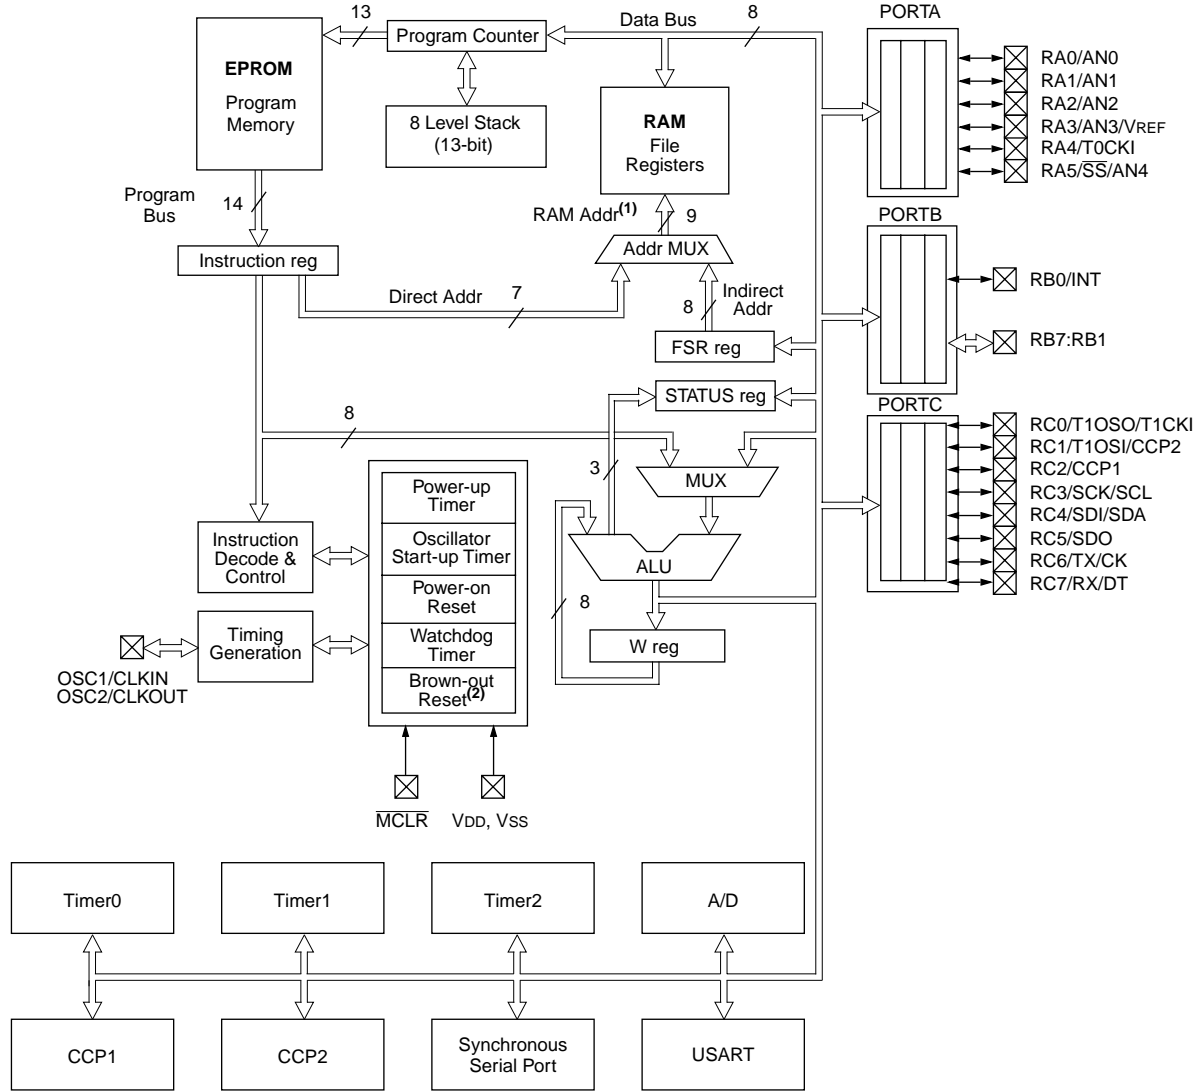 13
Data Bus
8
PORTA
EPROM
Program
Memory
Program Counter
8 Level Stack
(13-bit)
RAM
File
Registers
RA0/AN0
RA1/AN1
RA2/AN2
RA3/AN3/VREF
RA4/T0CKI
RA5/SS/AN4
Program
Bus
14
RAM Addr(1)
9
PORTB
Instruction reg
Addr MUX
Direct Addr
7
8
Indirect
Addr
RB0/INT
RB7:RB1
FSR reg
STATUS reg
PORTC
8
3
MUX
RC0/T1OSO/T1CKI
RC1/T1OSI/CCP2
RC2/CCP1
RC3/SCK/SCL
RC4/SDI/SDA
RC5/SDO
RC6/TX/CK
RC7/RX/DT
Power-up
Timer
Oscillator
Start-up Timer
Power-on
Reset
Watchdog
Timer
Brown-out
Reset(2)
Instruction
Decode &
Control
ALU
8
W reg
Timing
Generation
OSC1/CLKIN
OSC2/CLKOUT
MCLR
VDD, VSS
Timer0
Timer1
Timer2
A/D
CCP1
CCP2
Synchronous
Serial Port
USART